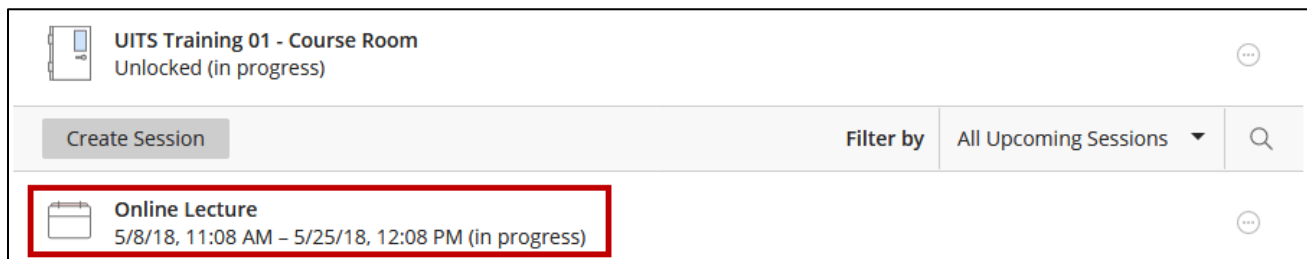 UITS Training 01 - Course Room
Unlocked (in progress)
Create Session
Filter by
All Upcoming Sessions
Online Lecture
5/8/18, 11:08 AM – 5/25/18, 12:08 PM (in progress)